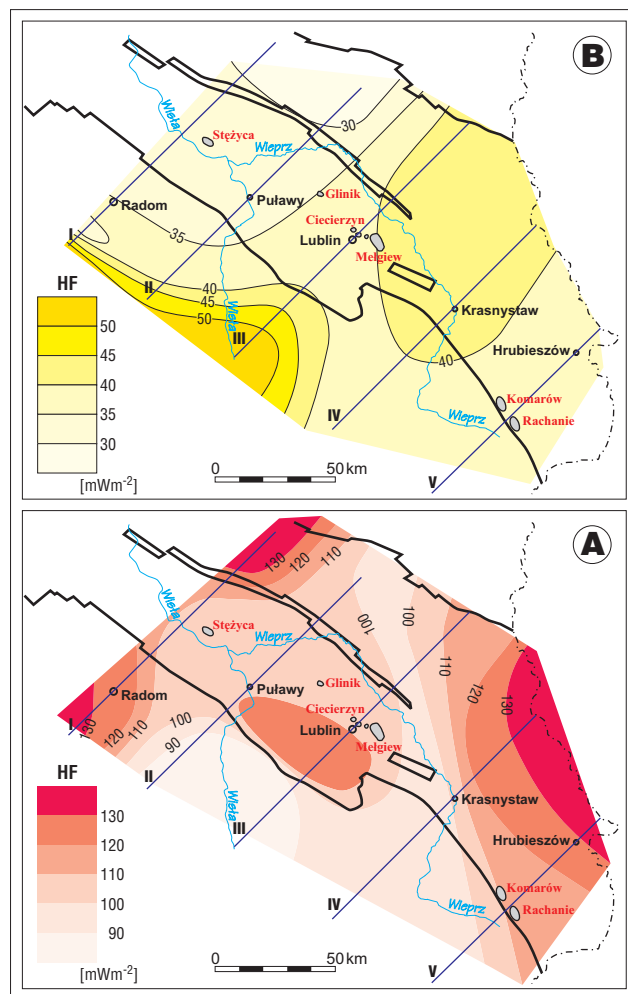 B
30
Wisła
Stężyca
Wieprz
Glinik
Radom
Puławy
Ciecierzyn
35
Lublin
I
Mełgiew
40
II
45
HF
50
Wisła
III
Krasnystaw
50
45
40
35
30
Hrubieszów
40
Komarów
IV
Rachanie
Wieprz
V
0 50 km
[mWm-2]
A
130
120
110
100
100
Wisła
Stężyca
Wieprz
110
Glinik
120
Radom
Puławy
130
Ciecierzyn
I
130
120
110
100
90
Lublin
Mełgiew
II
HF
Wisła
III
Krasnystaw
130
120
110
100
90
Hrubieszów
Komarów
IV
Rachanie
Wieprz
V
0 50 km
[mWm-2]